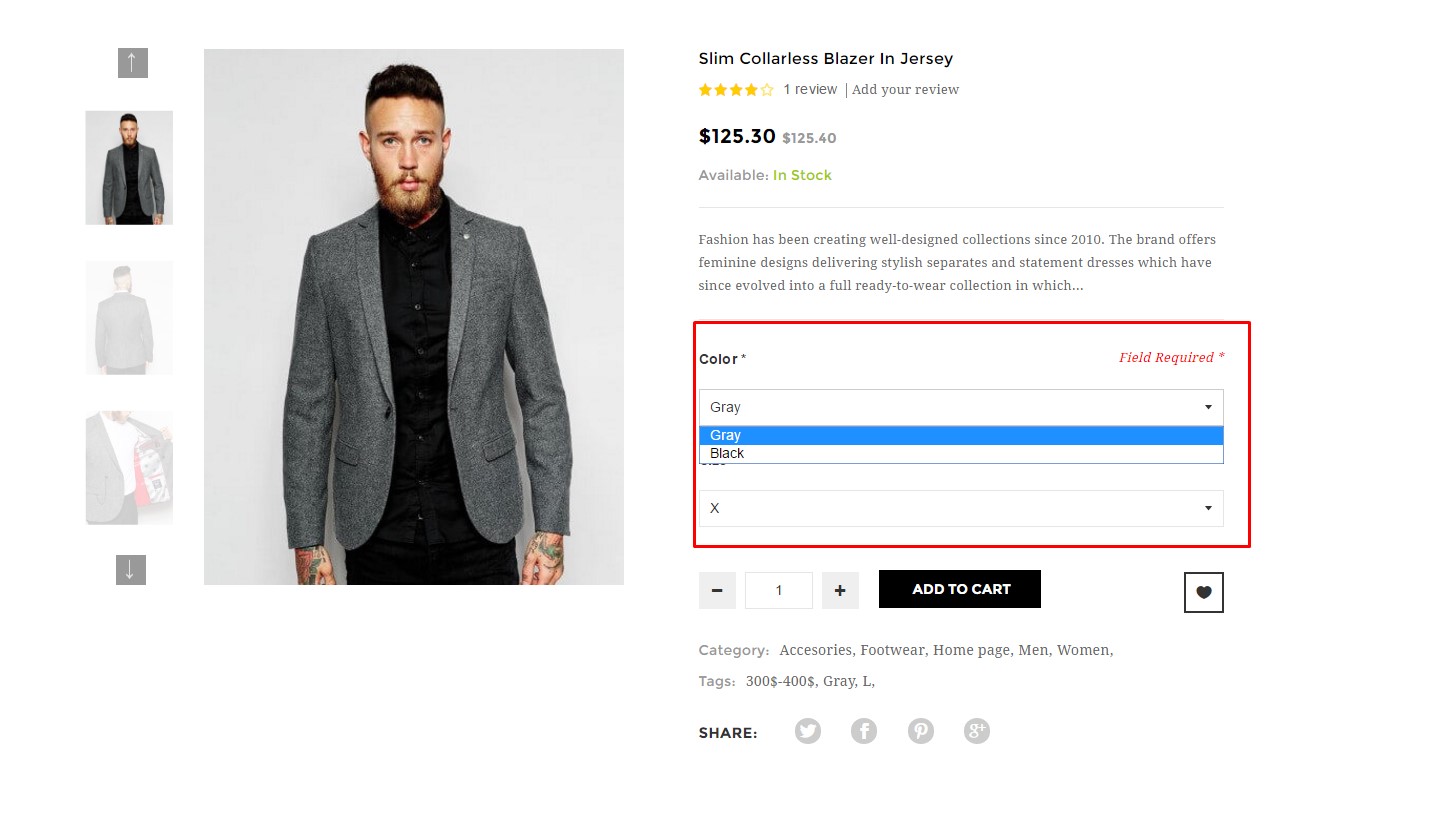 Slim Collarless Blazer In Jersey
1 review | Add your review
$125.30 $125.40
Available: In Stock
Fashion has been creating well-designed collections since 2010. The brand offers
feminine designs delivering stylish separates and statement dresses which have
since evolved into a full ready-to-wear collection in which...
Color * Field Required *
Gray
Gray
Black
X
1 ADD TO CART
Category: Accesories, Footwear, Home page, Men, Women,
Tags: 300$-400$, Gray, L,
SHARE: